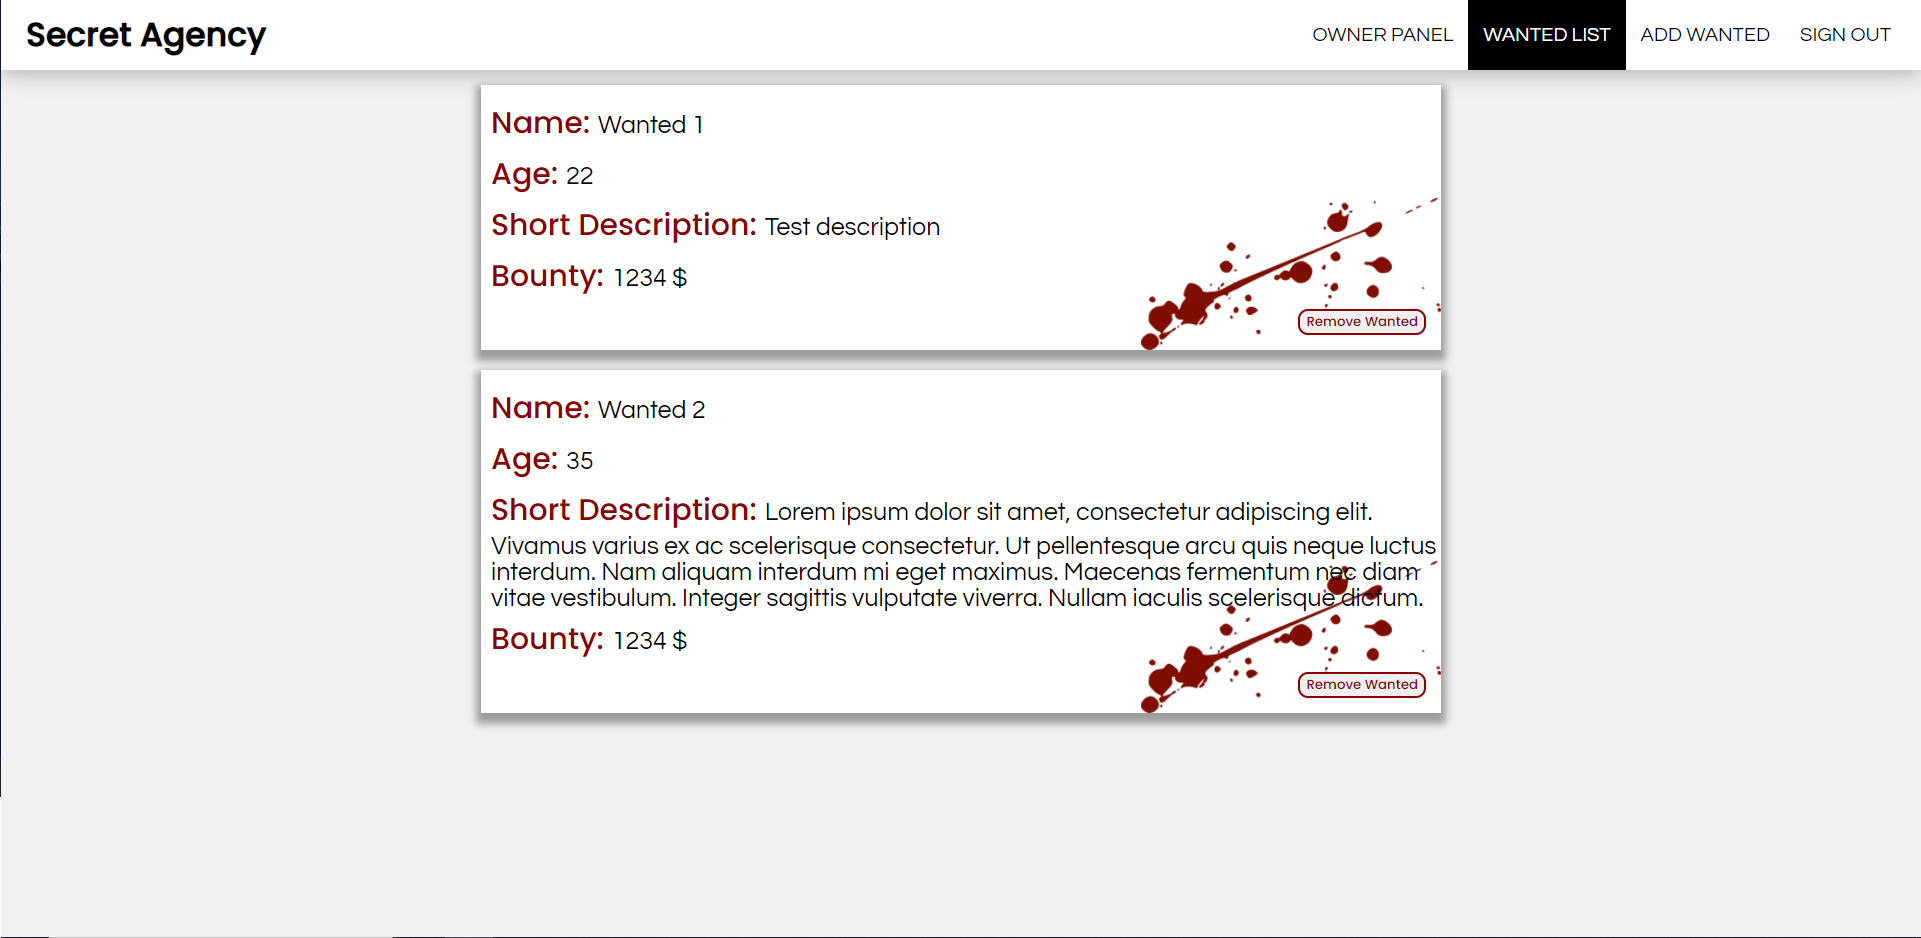 Secret Agency
OWNER PANEL
WANTED LIST
ADD WANTED
SIGN OUT
Name: Wanted 1
Age: 22
Short Description: Test description
Bounty: 1234 $
Remove Wanted
Name: Wanted 2
Age: 35
Short Description: Lorem ipsum dolor sit amet, consectetur adipiscing elit.
Vivamus varius ex ac scelerisque consectetur. Ut pellentesque arcu quis neque luctus
interdum. Nam aliquam interdum mi eget maximus. Maecenas fermentum nec diam
vitae vestibulum. Integer sagittis vulputate viverra. Nullam iaculis scelerisque dictum.
Bounty: 1234 $
Remove Wanted